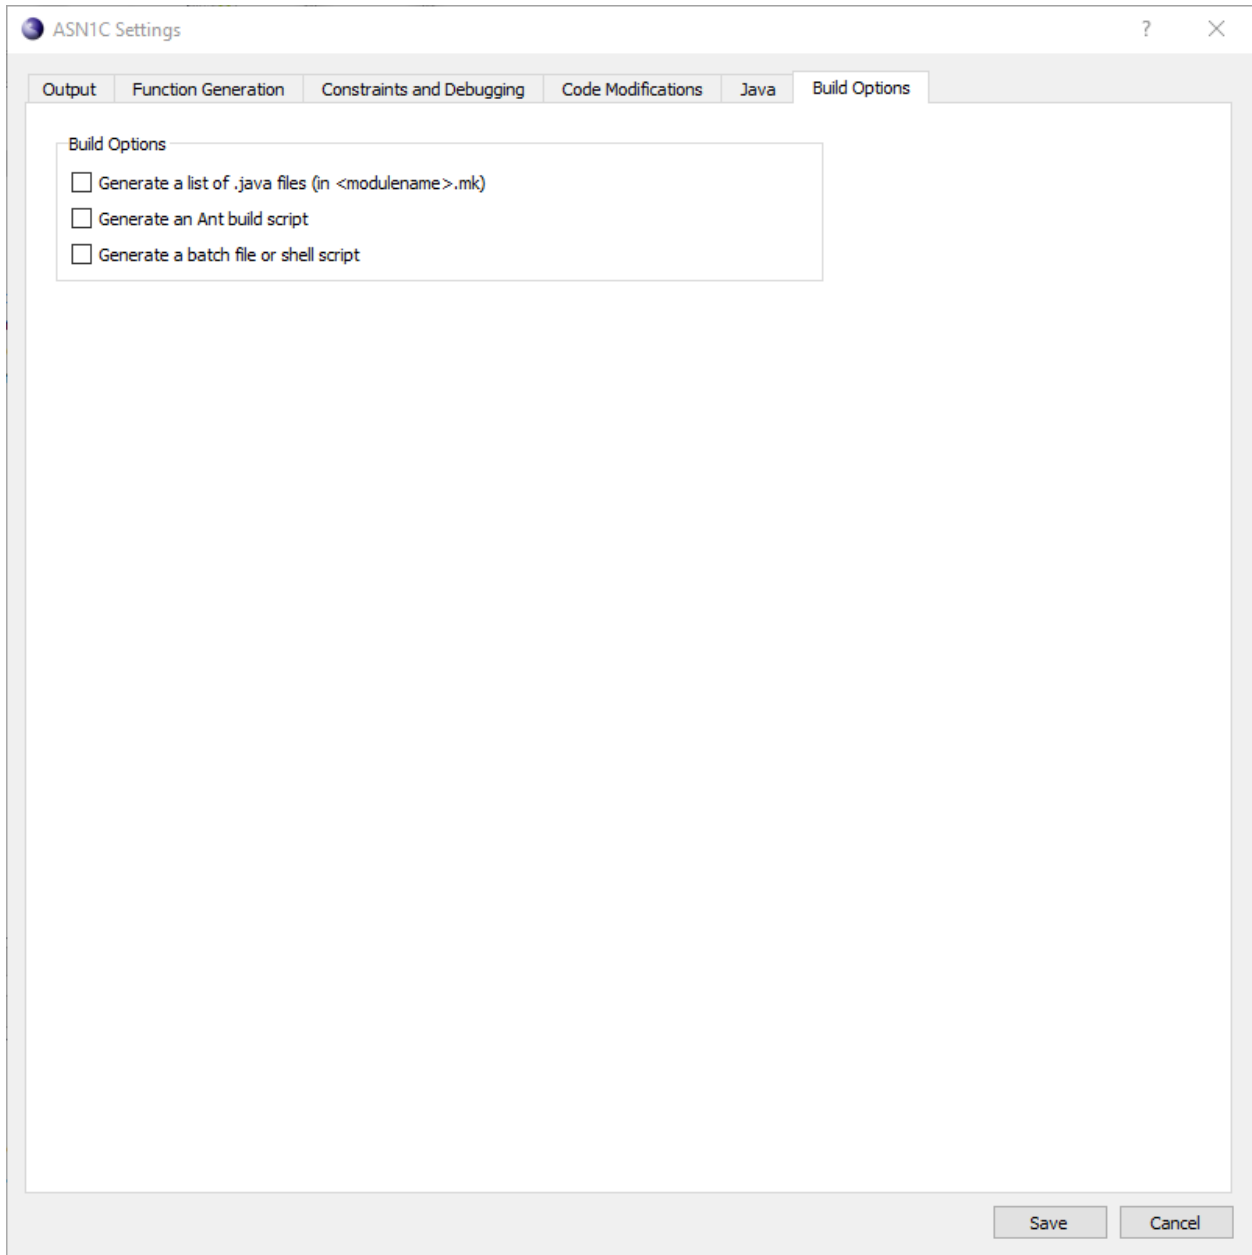 ASN1C Settings
?
Output Function Generation Constraints and Debugging Code Modifications Java Build Options
Build Options
Generate a list of .java files (in <modulename>.mk)
Generate an Ant build script
Generate a batch file or shell script
Save Cancel